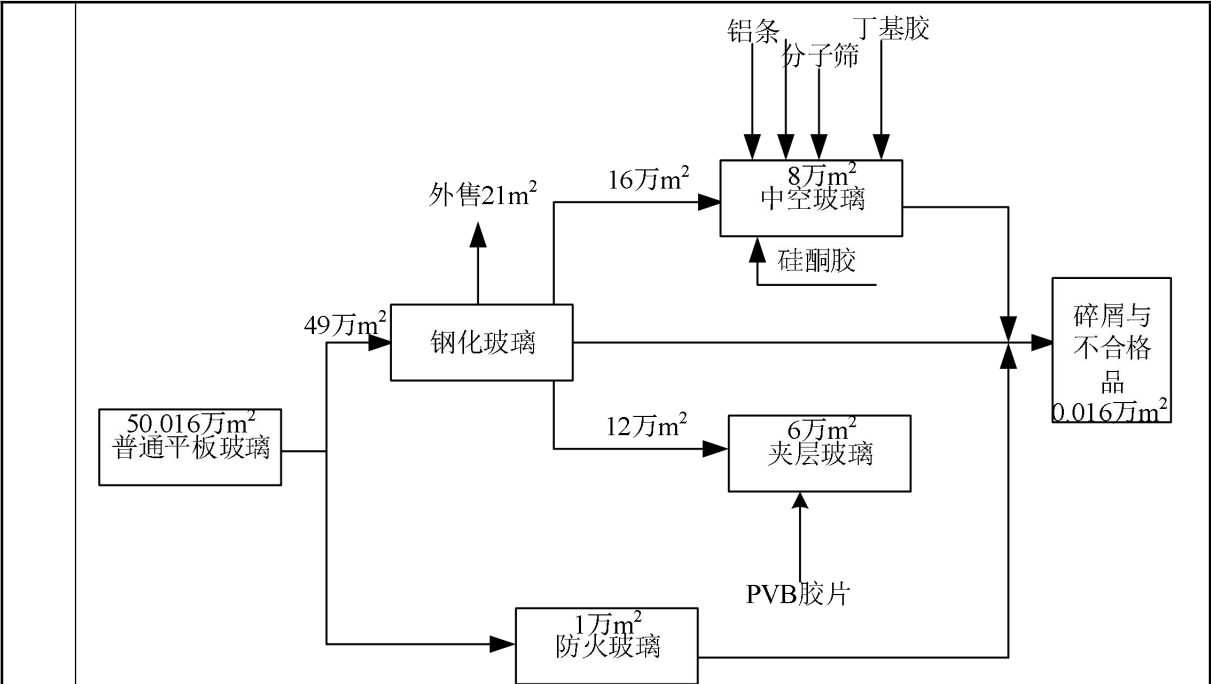 铝条
丁基胶
分子筛
8万m²
中空玻璃
16万m²
外售21m²
硅酮胶
49万m²
钢化玻璃
碎屑与
不合格
品
0.016万m²
50.016万m²
普通平板玻璃
12万m²
6万m²
夹层玻璃
PVB胶片
1万m²
防火玻璃